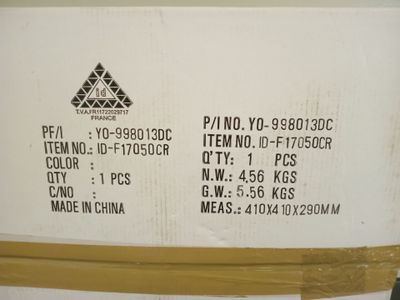 id
T.V.A.FR11722029717
FRANCE
PF/I : YO-998013DC
ITEM NO.: ID-F17050CR
COLOR :
QTY : 1 PCS
C/NO :
MADE IN CHINA
P/I NO. YO-998013DC
ITEM NO.: ID-F17050CR
Q'TY: 1 PCS
N.W.: 4.56 KGS
G.W.: 5.56 KGS
MEAS.: 410X410X290MM